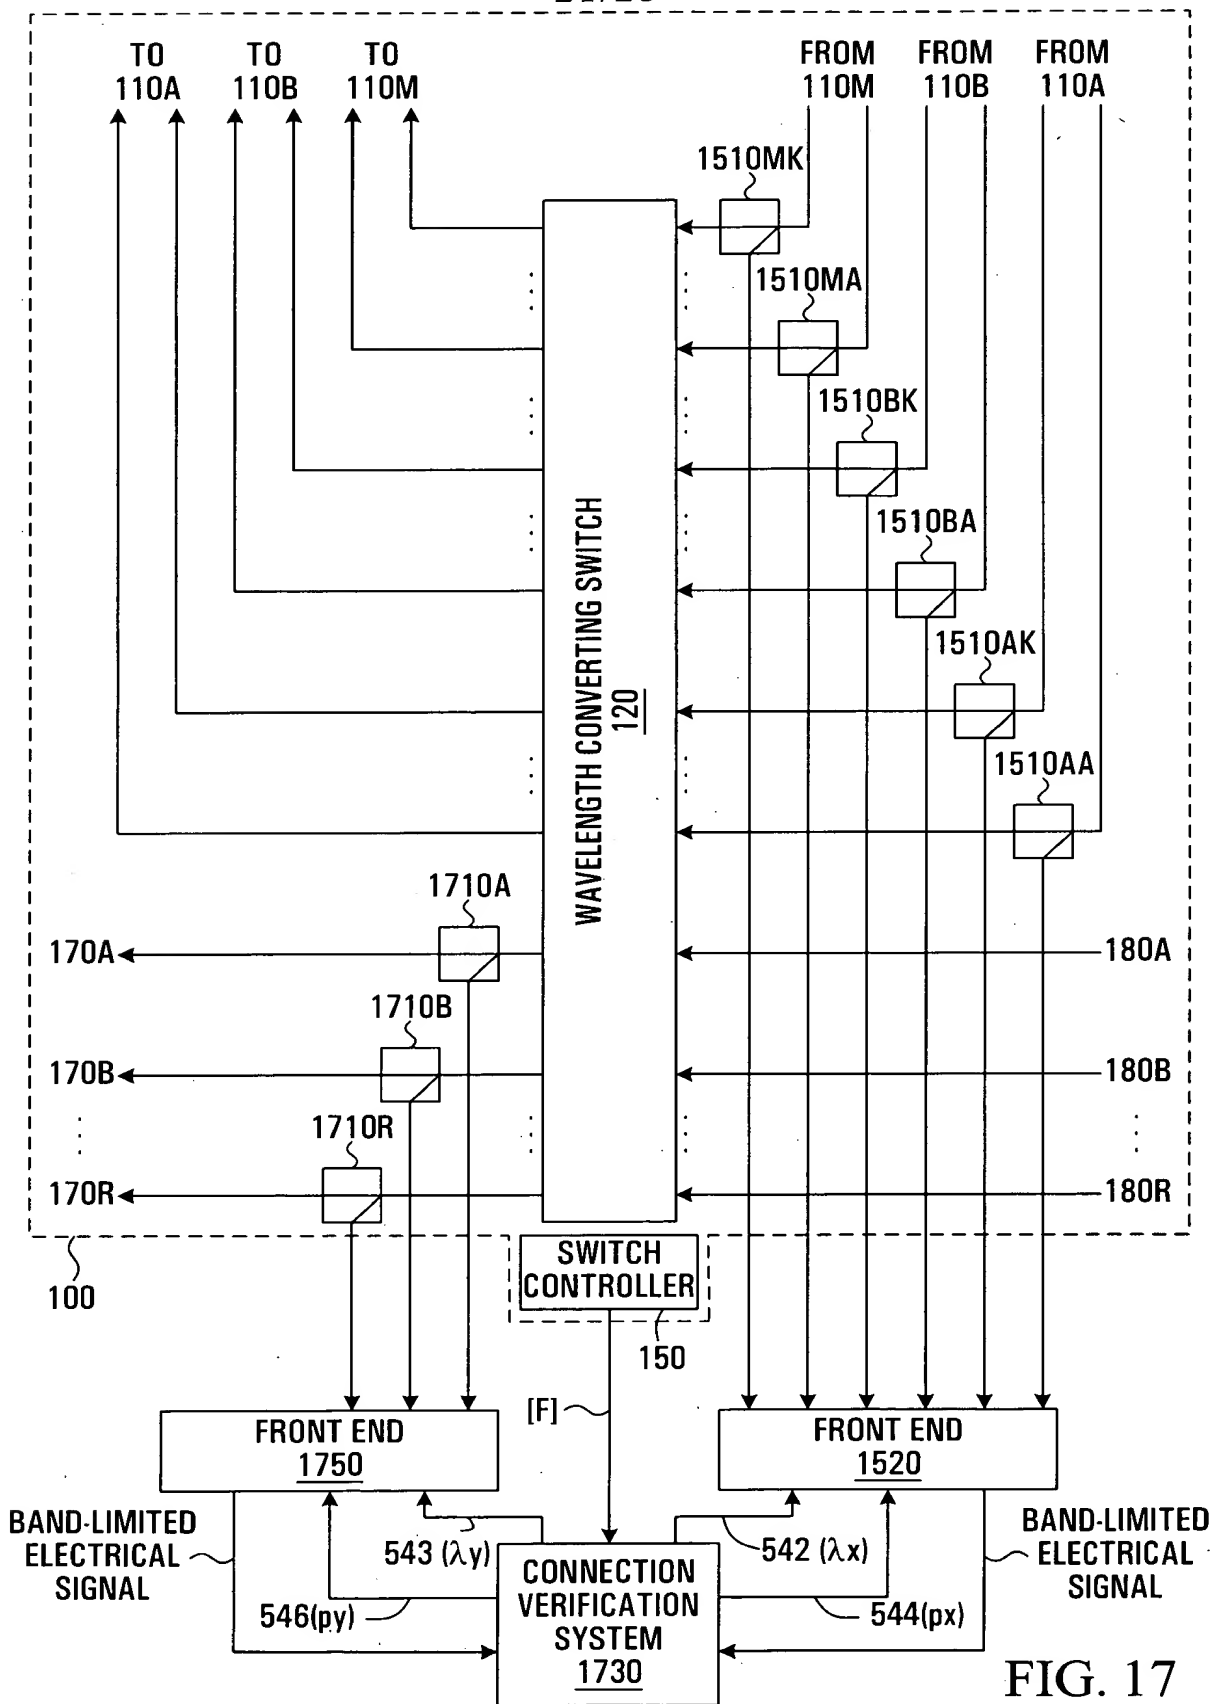 TO 110A
TO 110B
TO 110M
FROM 110M
FROM 110B
FROM 110A
1510MK
1510MA
1510BK
1510BA
1510AK
1510AA
WAVELENGTH CONVERTING SWITCH
120
1710A
170A
180A
1710B
170B
180B
1710R
170R
180R
100
SWITCH
CONTROLLER
150
[F]
FRONT END
1750
FRONT END
1520
BAND-LIMITED
ELECTRICAL
SIGNAL
543 (λy)
542 (λx)
BAND-LIMITED
ELECTRICAL
SIGNAL
546(py)
544(px)
CONNECTION
VERIFICATION
SYSTEM
1730
FIG. 17